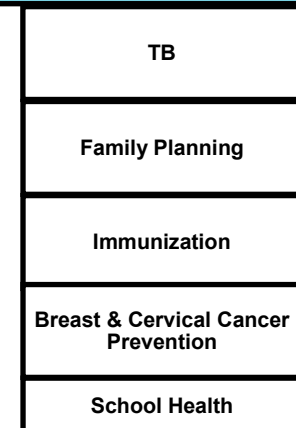 TB
Family Planning
Immunization
Breast & Cervical Cancer
Prevention
School Health